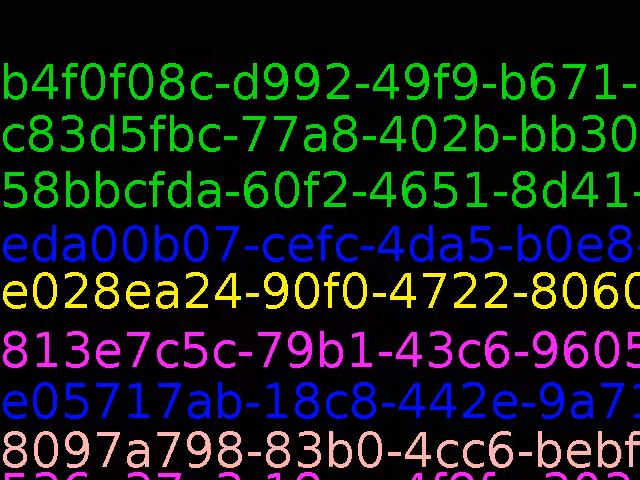 b4f0f08c-d992-49f9-b671-
c83d5fbc-77a8-402b-bb30
58bbcfda-60f2-4651-8d41-
eda00b07-cefc-4da5-b0e8-
e028ea24-90f0-4722-8060
813e7c5c-79b1-43c6-9605
e05717ab-18c8-442e-9a71
8097a798-83b0-4cc6-bebf